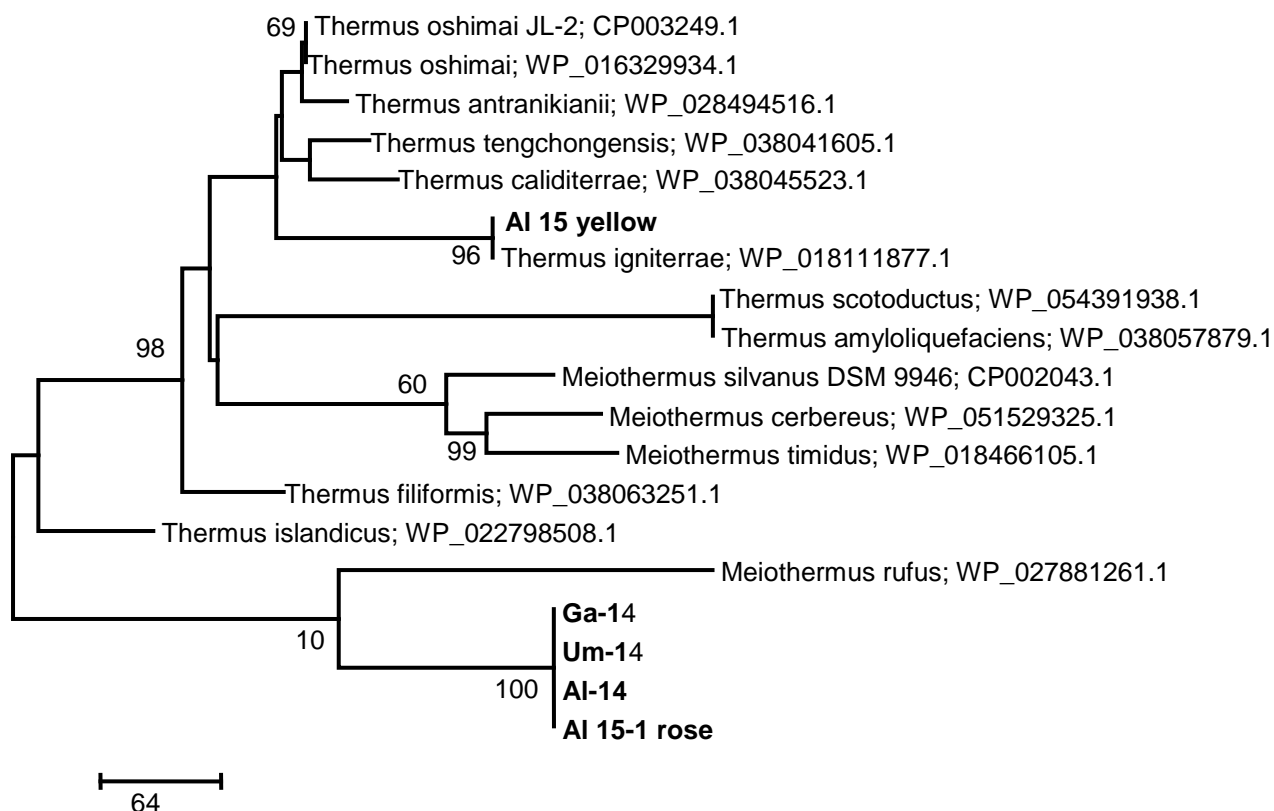 69
Thermus oshimai JL-2; CP003249.1
Thermus oshimai; WP_016329934.1
Thermus antranikianii; WP_028494516.1
Thermus tengchongensis; WP_038041605.1
Thermus caliditerrae; WP_038045523.1
Al 15 yellow
96
Thermus igniterrae; WP_018111877.1
Thermus scotoductus; WP_054391938.1
Thermus amyloliquefaciens; WP_038057879.1
98
60
Meiothermus silvanus DSM 9946; CP002043.1
Meiothermus cerbereus; WP_051529325.1
99
Meiothermus timidus; WP_018466105.1
Thermus filiformis; WP_038063251.1
Thermus islandicus; WP_022798508.1
Meiothermus rufus; WP_027881261.1
Ga-14
10
Um-14
100
Al-14
Al 15-1 rose
64